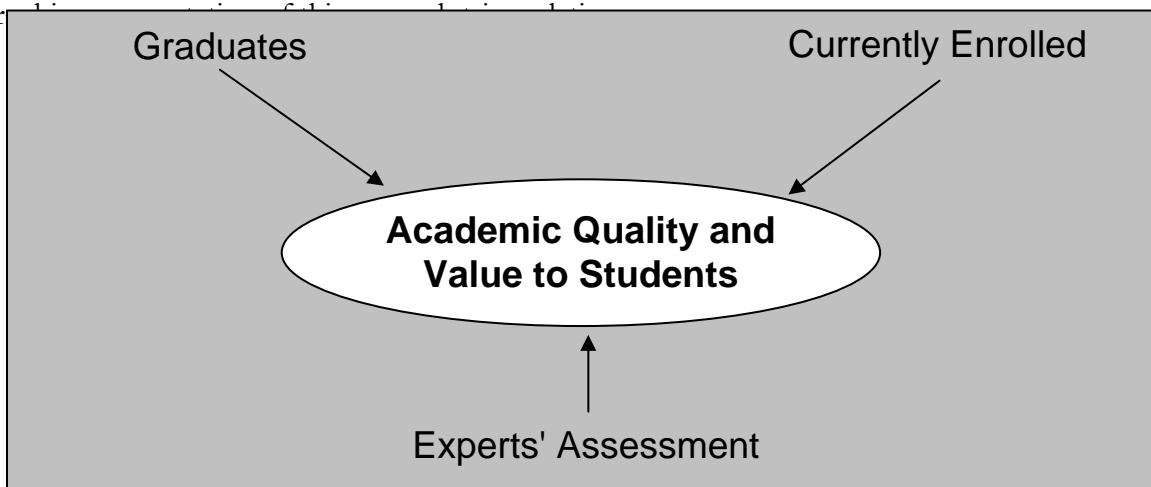 Graduates
Currently Enrolled
Academic Quality and
Value to Students
Experts' Assessment